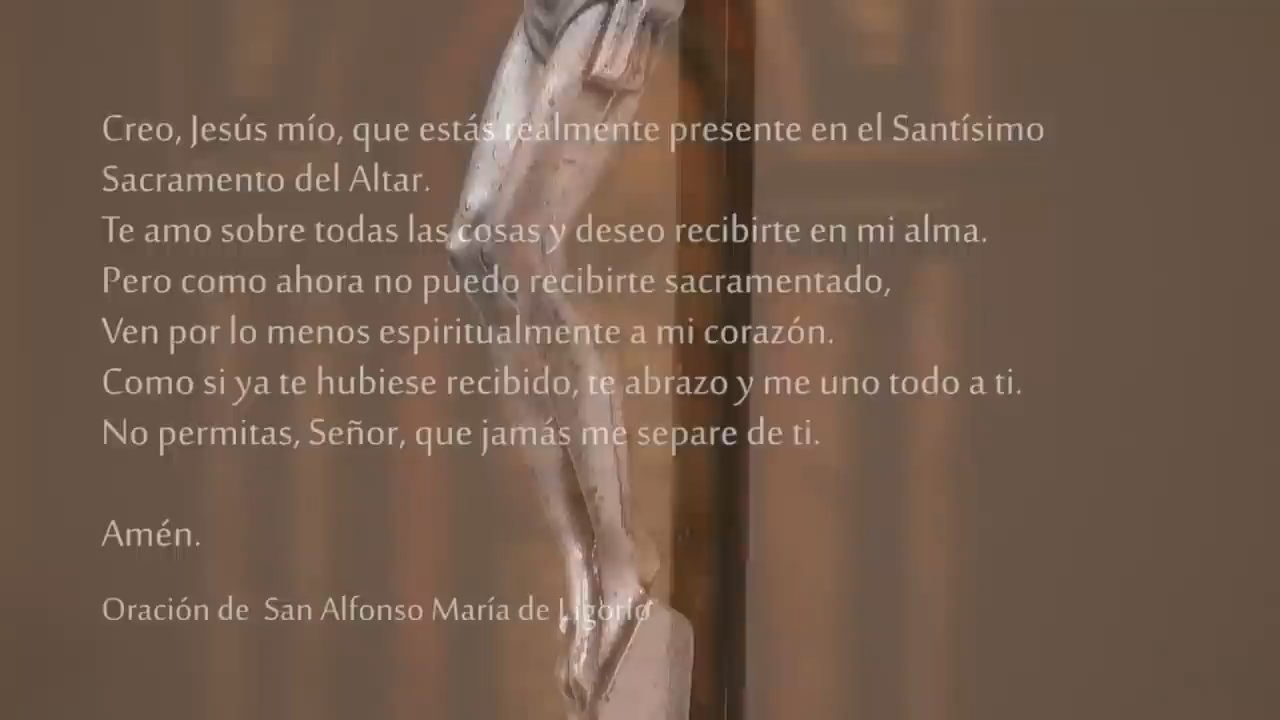 Creo, Jesús mío, que estás realmente presente en el Santísimo
Sacramento del Altar.
Te amo sobre todas las cosas y deseo recibirte en mi alma.
Pero como ahora no puedo recibirte sacramentado,
Ven por lo menos espiritualmente a mi corazón.
Como si ya te hubiese recibido, te abrazo y me uno todo a ti.
No permitas, Señor, que jamás me separe de ti.
Amén.
Oración de  San Alfonso María de Ligorio